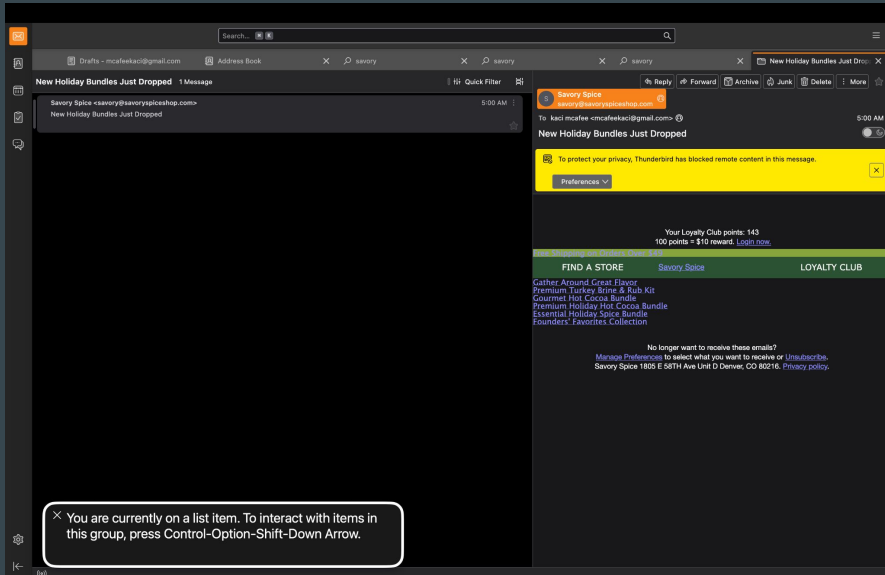 Search... ⌘ K
Drafts - mcafeekaci@gmail.com
Address Book
savory
savory
savory
New Holiday Bundles Just Drop
New Holiday Bundles Just Dropped 1 Message
Quick Filter
Savory Spice <savory@savoryspiceshop.com>
5:00 AM
New Holiday Bundles Just Dropped
Reply
Forward
Archive
Junk
Delete
More
S
Savory Spice
savory@savoryspiceshop.com
To kaci mcafee <mcafeekaci@gmail.com>
5:00 AM
New Holiday Bundles Just Dropped
To protect your privacy, Thunderbird has blocked remote content in this message.
Preferences
Your Loyalty Club points: 143
100 points = $10 reward. Login now.
FIND A STORE
Savory Spice
LOYALTY CLUB
Gather Around Great Flavor
Premium Turkey Brine & Rub Kit
Gourmet Hot Cocoa Bundle
Premium Holiday Hot Cocoa Bundle
Essential Holiday Spice Bundle
Founders' Favorites Collection
No longer want to receive these emails?
Manage Preferences to select what you want to receive or Unsubscribe.
Savory Spice 1805 E 58TH Ave Unit D Denver, CO 80216. Privacy policy.
You are currently on a list item. To interact with items in
this group, press Control-Option-Shift-Down Arrow.